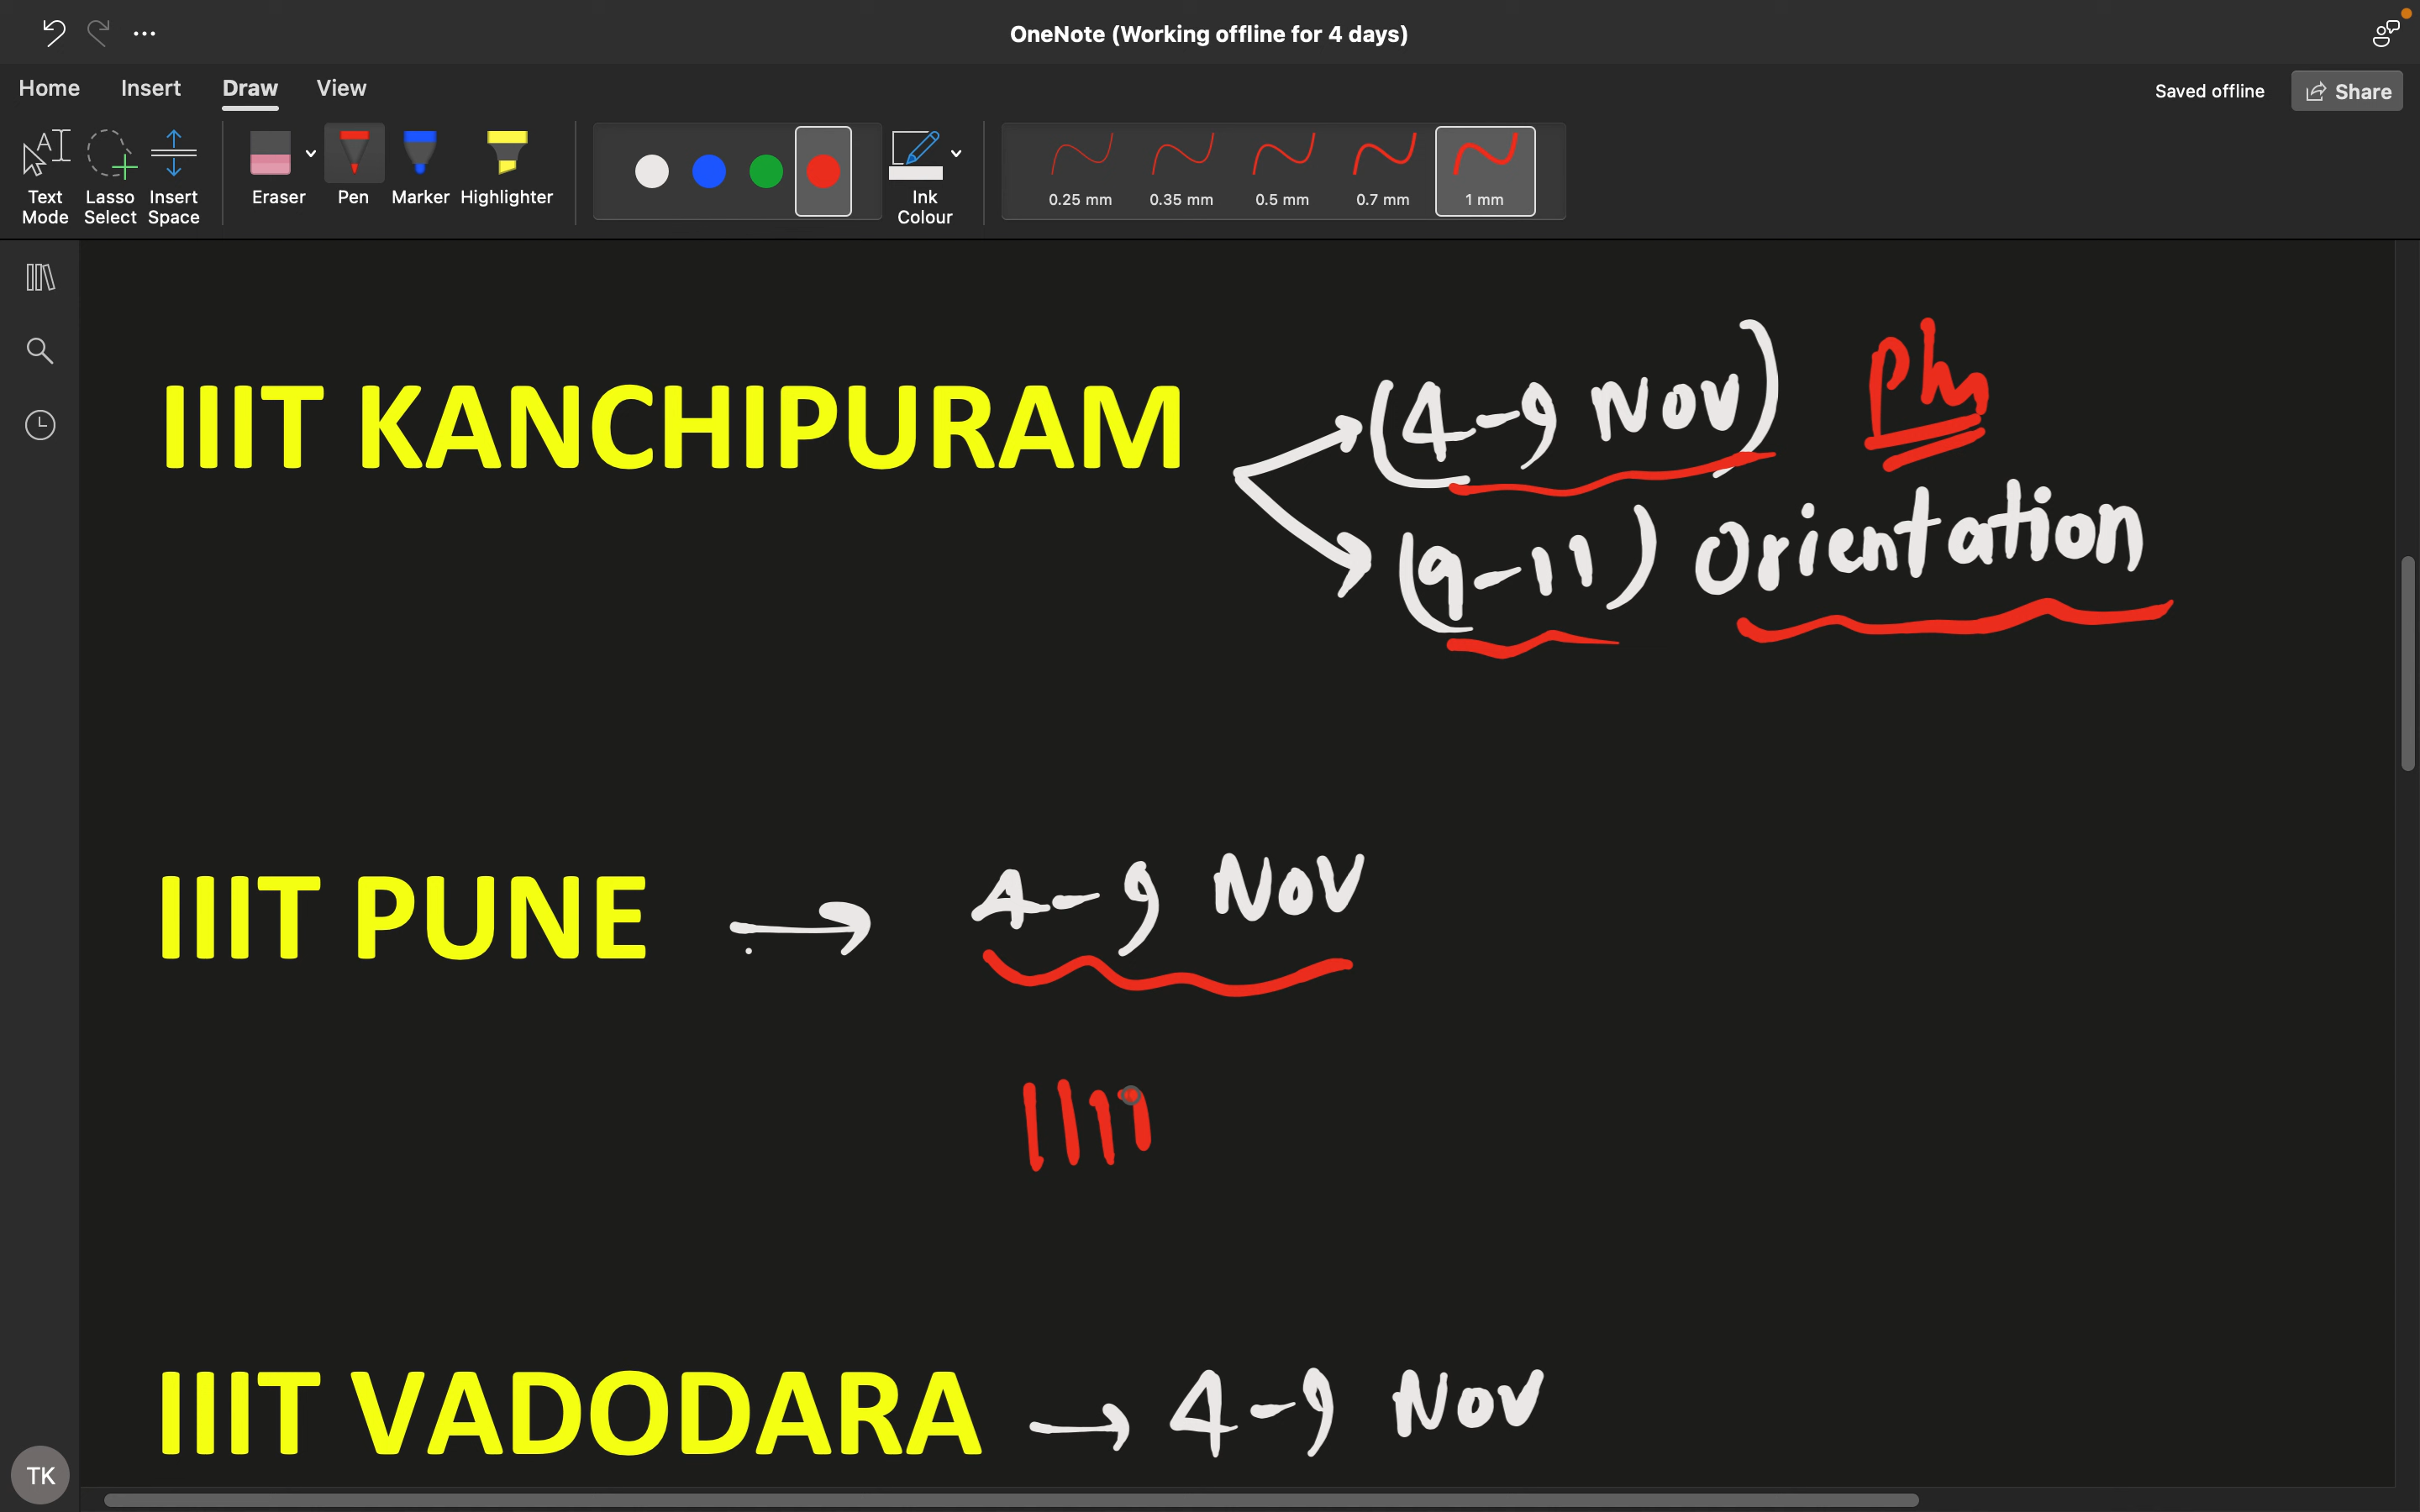 OneNote (Working offline for 4 days)
Home Insert Draw View
Saved offline Share
Text Mode
Lasso Select
Insert Space
Eraser
Pen
Marker
Highlighter
Ink Colour
0.25 mm
0.35 mm
0.5 mm
0.7 mm
1 mm
IIIT KANCHIPURAM
(4-9 Nov)
Phy
(9-11) Orientation
IIIT PUNE → 4-9 Nov
IIIT VADODARA → 4-9 Nov
TK